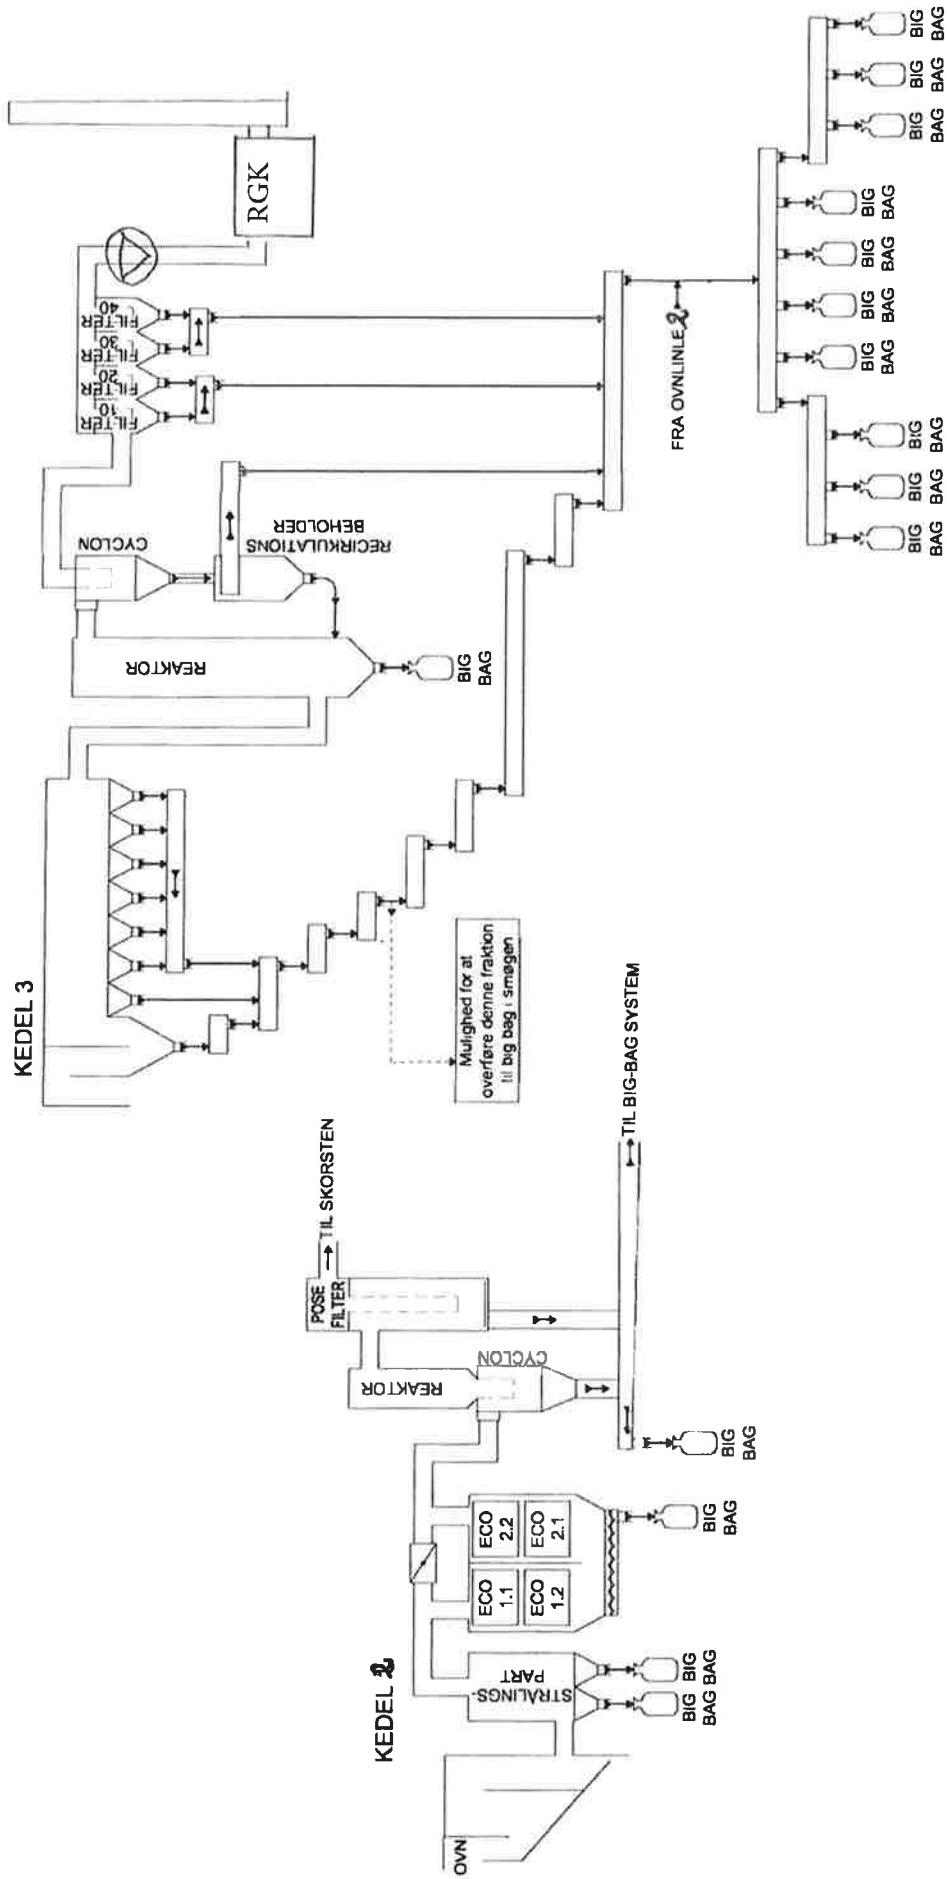 KEDEL 3
REAKTOR
CYCLON
RECIRKULATIONS
BEHOLDER
FILTER
10
FILTER
20
FILTER
30
FILTER
40
RGK
BIG
BAG
Mulighed for at
overføre denne fraktion
til big bag i smøgen
FRA OVNLINLE 2
BIG
BAG
BIG
BAG
BIG
BAG
BIG
BAG
BIG
BAG
BIG
BAG
BIG
BAG
BIG
BAG
BIG
BAG
BIG
BAG
KEDEL 2
OVN
STRÅLINGS-
PART
BIG
BAG
BIG
BAG
ECO
1.1
ECO
2.2
ECO
1.2
ECO
2.1
BIG
BAG
REAKTOR
CYCLON
POSE
FILTER
TIL SKORSTEN
BIG
BAG
TIL BIG-BAG SYSTEM